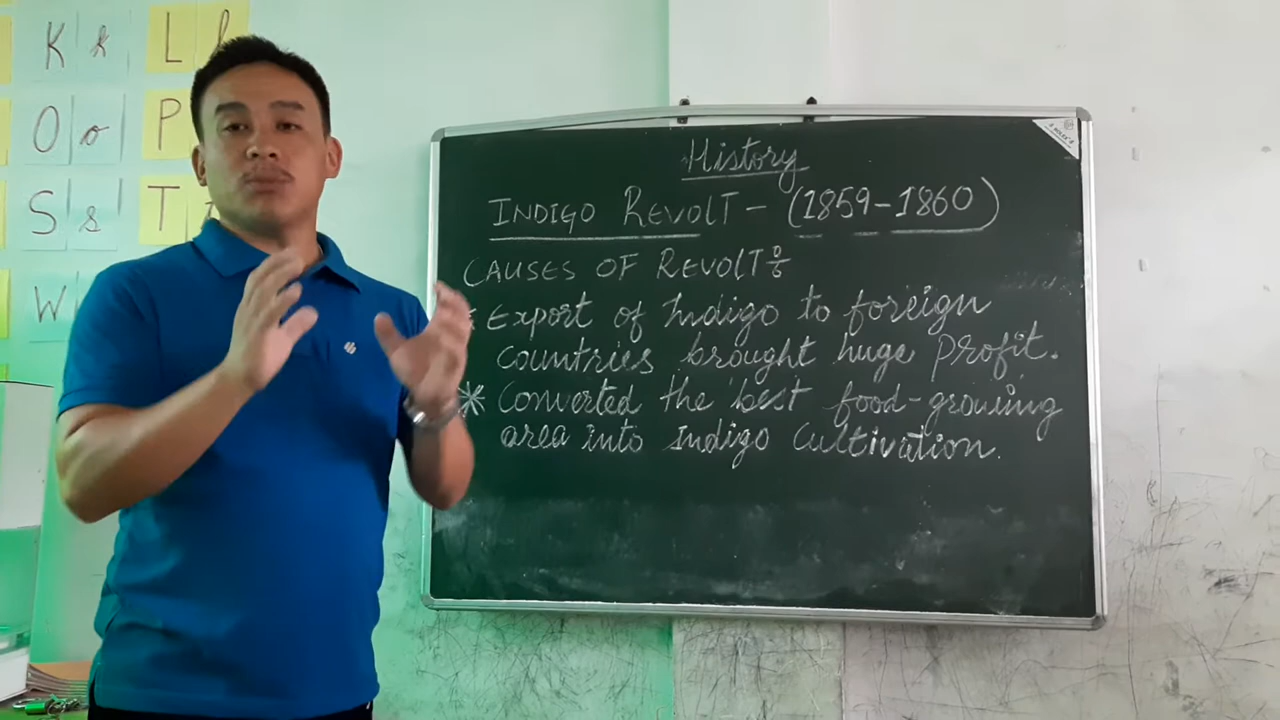 K k L l
O o P
S s T
W
History
INDIGO REVOLT - (1859-1860)
CAUSES OF REVOLT :
* Export of Indigo to foreign
countries brought huge profit.
* Converted the best food-growing
area into Indigo Cultivation.